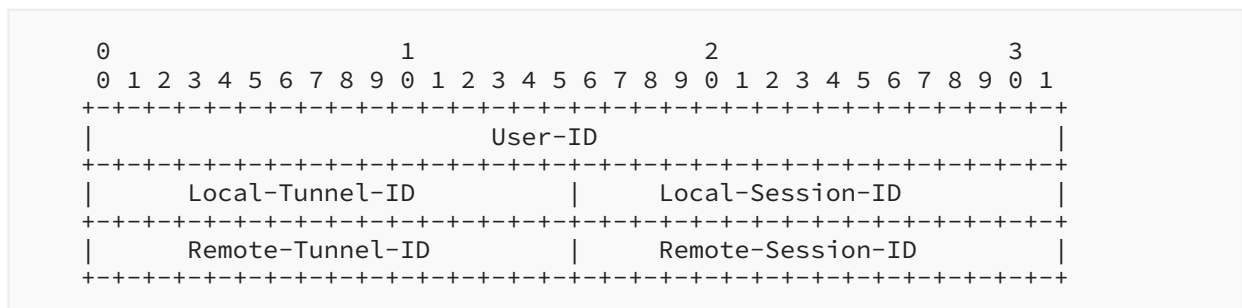 0                   1                   2                   3
 0 1 2 3 4 5 6 7 8 9 0 1 2 3 4 5 6 7 8 9 0 1 2 3 4 5 6 7 8 9 0 1
+-+-+-+-+-+-+-+-+-+-+-+-+-+-+-+-+-+-+-+-+-+-+-+-+-+-+-+-+-+-+-+-+
|                          User-ID                              |
+-+-+-+-+-+-+-+-+-+-+-+-+-+-+-+-+-+-+-+-+-+-+-+-+-+-+-+-+-+-+-+-+
|      Local-Tunnel-ID          |     Local-Session-ID          |
+-+-+-+-+-+-+-+-+-+-+-+-+-+-+-+-+-+-+-+-+-+-+-+-+-+-+-+-+-+-+-+-+
|      Remote-Tunnel-ID         |     Remote-Session-ID         |
+-+-+-+-+-+-+-+-+-+-+-+-+-+-+-+-+-+-+-+-+-+-+-+-+-+-+-+-+-+-+-+-+